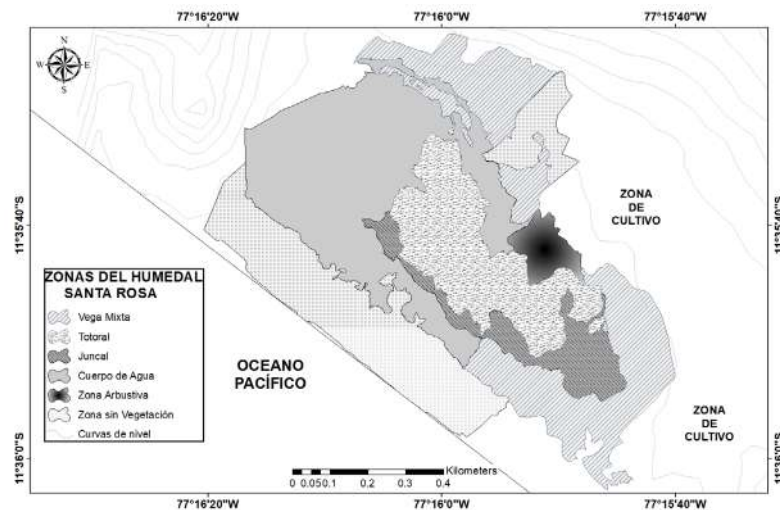 77°16'20"W 77°16'0"W 77°15'40"W
N
W E
S
11°35'40"S 11°35'40"S
ZONA
DE
CULTIVO
ZONAS DEL HUMEDAL
SANTA ROSA
Vega Mixta
Totoral
Juncal
Cuerpo de Agua
Zona Arbustiva
Zona sin Vegetación
Curvas de nivel
OCEANO
PACÍFICO
ZONA
DE
CULTIVO
Kilometers
0 0.05 0.1 0.2 0.3 0.4
11°36'0"S 11°36'0"S
77°16'20"W 77°16'0"W 77°15'40"W